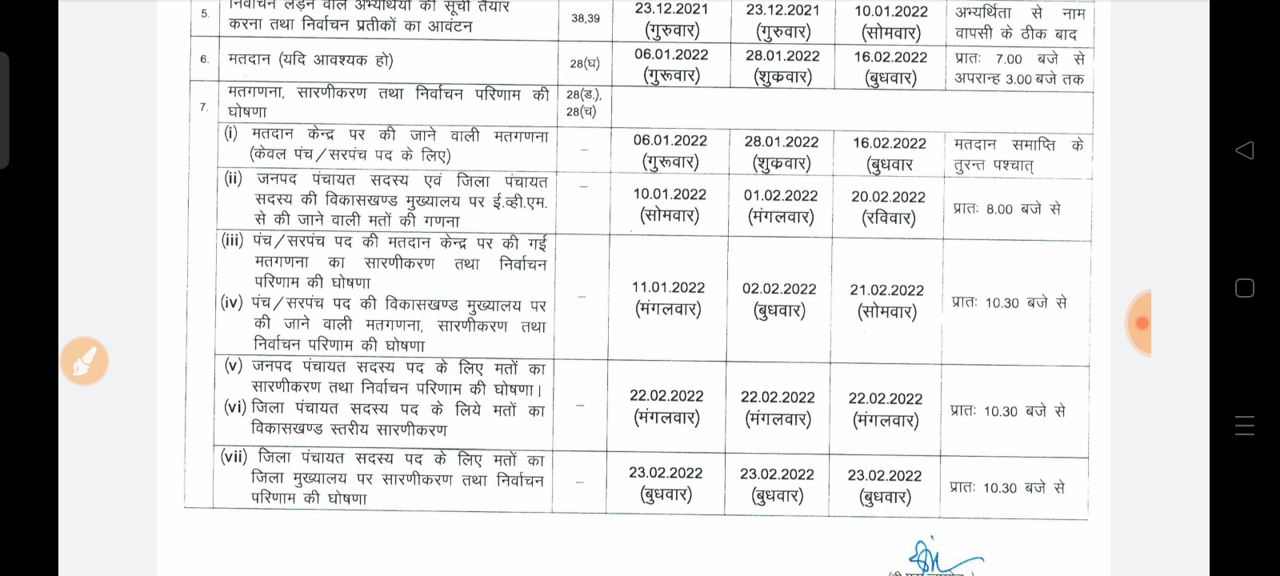 5. निर्वाचन लड़ने वाले अभ्यर्थियों की सूची तैयार करना तथा निर्वाचन प्रतीकों का आवंटन 38,39 23.12.2021 (गुरुवार) 23.12.2021 (गुरुवार) 10.01.2022 (सोमवार) अभ्यर्थिता से नाम वापसी के ठीक बाद
6. मतदान (यदि आवश्यक हो) 28(घ) 06.01.2022 (गुरूवार) 28.01.2022 (शुकवार) 16.02.2022 (बुधवार) प्रातः 7.00 बजे से अपरान्ह 3.00 बजे तक
7. मतगणना, सारणीकरण तथा निर्वाचन परिणाम की घोषणा 28(ड.), 28(च)
(i) मतदान केन्द्र पर की जाने वाली मतगणना (केवल पंच/सरपंच पद के लिए) – 06.01.2022 (गुरूवार) 28.01.2022 (शुकवार) 16.02.2022 (बुधवार मतदान समाप्ति के तुरन्त पश्चात्
(ii) जनपद पंचायत सदस्य एवं जिला पंचायत सदस्य की विकासखण्ड मुख्यालय पर ई.व्ही.एम. से की जाने वाली मतों की गणना – 10.01.2022 (सोमवार) 01.02.2022 (मंगलवार) 20.02.2022 (रविवार) प्रातः 8.00 बजे से
(iii) पंच/सरपंच पद की मतदान केन्द्र पर की गई मतगणना का सारणीकरण तथा निर्वाचन परिणाम की घोषणा
(iv) पंच/सरपंच पद की विकासखण्ड मुख्यालय पर की जाने वाली मतगणना, सारणीकरण तथा निर्वाचन परिणाम की घोषणा – 11.01.2022 (मंगलवार) 02.02.2022 (बुधवार) 21.02.2022 (सोमवार) प्रातः 10.30 बजे से
(v) जनपद पंचायत सदस्य पद के लिए मतों का सारणीकरण तथा निर्वाचन परिणाम की घोषणा।
(vi) जिला पंचायत सदस्य पद के लिये मतों का विकासखण्ड स्तरीय सारणीकरण – 22.02.2022 (मंगलवार) 22.02.2022 (मंगलवार) 22.02.2022 (मंगलवार) प्रातः 10.30 बजे से
(vii) जिला पंचायत सदस्य पद के लिए मतों का जिला मुख्यालय पर सारणीकरण तथा निर्वाचन परिणाम की घोषणा – 23.02.2022 (बुधवार) 23.02.2022 (बुधवार) 23.02.2022 (बुधवार) प्रातः 10.30 बजे से